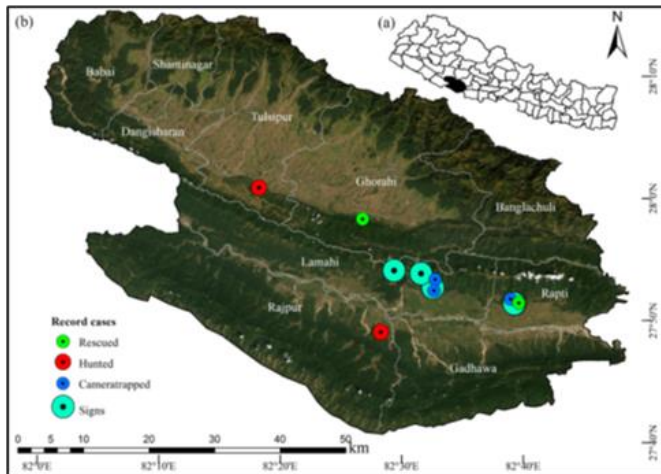 (b)
(a)
N
Shantinagar
Babai
Tulsipur
Dangisharan
Ghorahi
Banglachuli
Lamahi
Rapti
Rajpur
Gadhawa
Record cases
Rescued
Hunted
Cameratrapped
Signs
0 5 10 20 30 40 50 km
82°0'E 82°10'E 82°20'E 82°30'E 82°40'E
28°10'N
28°0'N
27°50'N
27°40'N